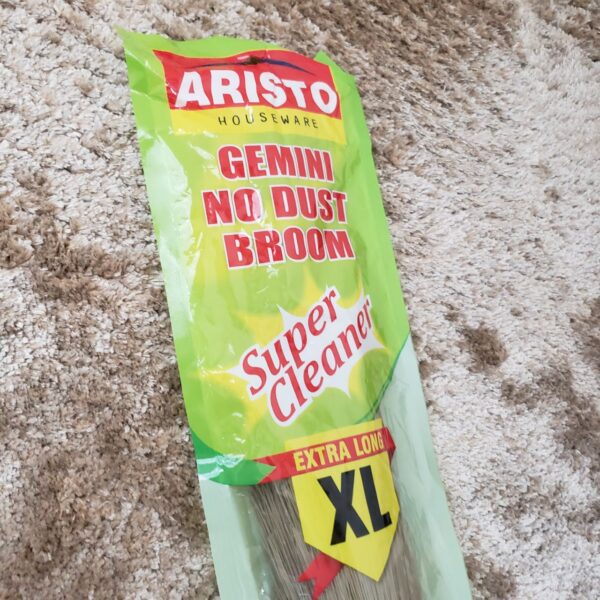 ARISTO
HOUSEWARE
GEMINI
NO DUST
BROOM
Super
Cleaner
EXTRA LONG
XL